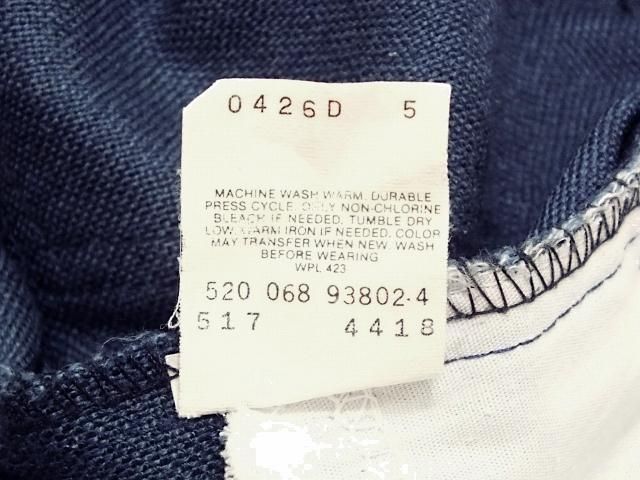 0426D 5
MACHINE WASH WARM. DURABLE
PRESS CYCLE. ONLY NON-CHLORINE
BLEACH IF NEEDED. TUMBLE DRY
LOW. WARM IRON IF NEEDED. COLOR
MAY TRANSFER WHEN NEW. WASH
BEFORE WEARING
WPL 423
520 068 93802-4
517 4418